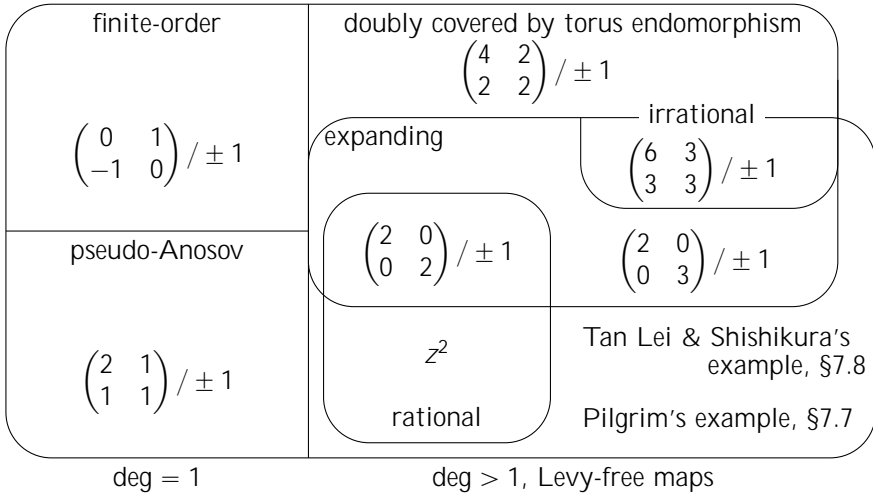 finite-order
doubly covered by torus endomorphism
(4 2
2 2) / ± 1
irrational
expanding
(0 1
−1 0) / ± 1
(6 3
3 3) / ± 1
pseudo-Anosov
(2 0
0 2) / ± 1
(2 0
0 3) / ± 1
(2 1
1 1) / ± 1
z²
Tan Lei & Shishikura's
example, §7.8
rational
Pilgrim's example, §7.7
deg = 1
deg > 1, Levy-free maps